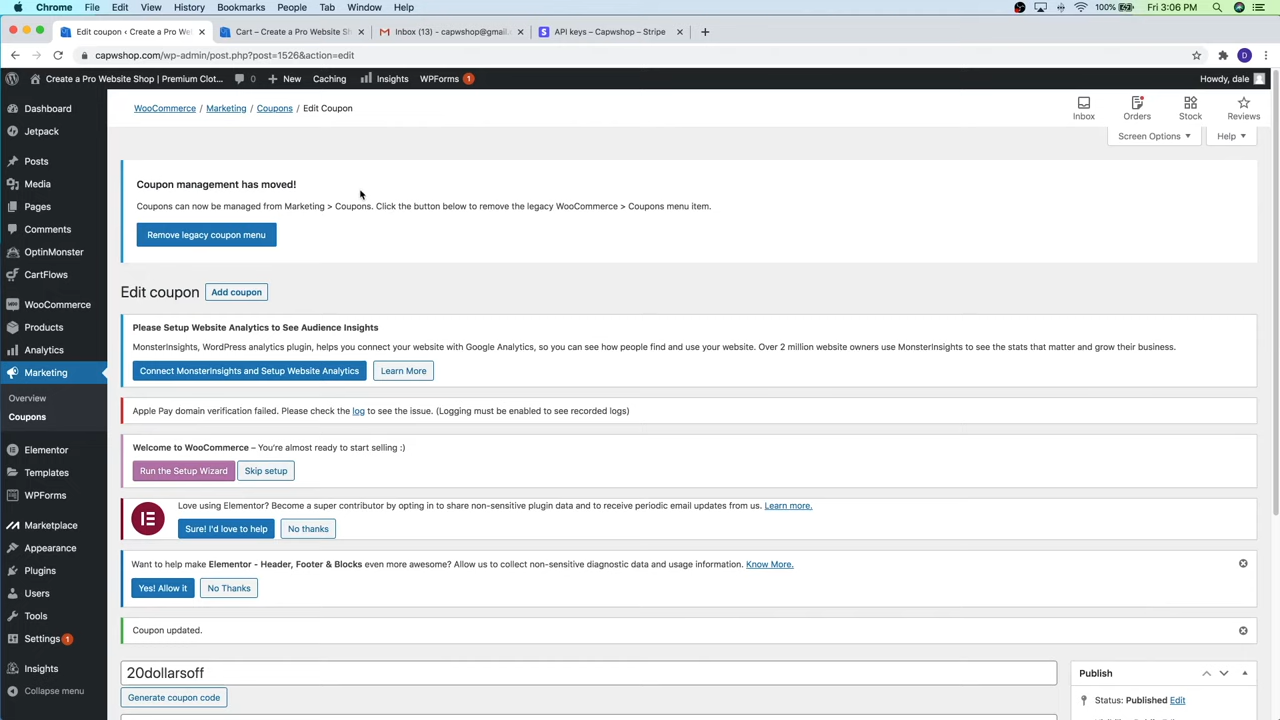 Chrome File Edit View History Bookmarks People Tab Window Help 100% Fri 3:06 PM
Edit coupon ‹ Create a Pro We
Cart – Create a Pro Website Sh
Inbox (13) - capwshop@gmail.c
API keys – Capwshop – Stripe
capwshop.com/wp-admin/post.php?post=1526&action=edit
D
Create a Pro Website Shop | Premium Clot... 0 New Caching Insights WPForms 1 Howdy, dale
Dashboard
Jetpack
Posts
Media
Pages
Comments
OptinMonster
CartFlows
WooCommerce
Products
Analytics
Marketing
Overview
Coupons
Elementor
Templates
WPForms
Marketplace
Appearance
Plugins
Users
Tools
Settings 1
Insights
Collapse menu
WooCommerce / Marketing / Coupons / Edit Coupon
Inbox Orders Stock Reviews
Screen Options Help
Coupon management has moved!
Coupons can now be managed from Marketing > Coupons. Click the button below to remove the legacy WooCommerce > Coupons menu item.
Remove legacy coupon menu
Edit coupon Add coupon
Please Setup Website Analytics to See Audience Insights
MonsterInsights, WordPress analytics plugin, helps you connect your website with Google Analytics, so you can see how people find and use your website. Over 2 million website owners use MonsterInsights to see the stats that matter and grow their business.
Connect MonsterInsights and Setup Website Analytics Learn More
Apple Pay domain verification failed. Please check the log to see the issue. (Logging must be enabled to see recorded logs)
Welcome to WooCommerce – You're almost ready to start selling :)
Run the Setup Wizard Skip setup
Love using Elementor? Become a super contributor by opting in to share non-sensitive plugin data and to receive periodic email updates from us. Learn more.
Sure! I'd love to help No thanks
Want to help make Elementor - Header, Footer & Blocks even more awesome? Allow us to collect non-sensitive diagnostic data and usage information. Know More.
Yes! Allow it No Thanks
Coupon updated.
20dollarsoff
Generate coupon code
Publish
Status: Published Edit